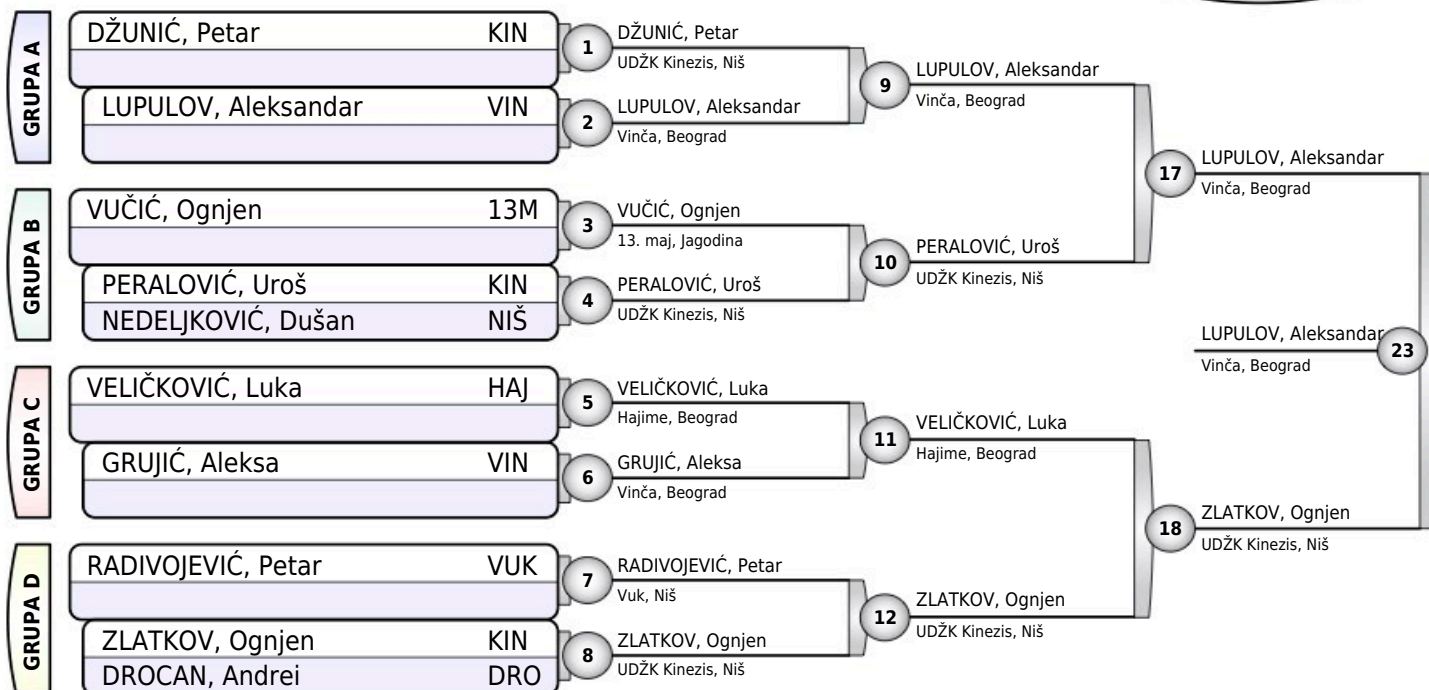 GRUPA A
DŽUNIĆ, Petar KIN
LUPULOV, Aleksandar VIN
GRUPA B
VUČIĆ, Ognjen 13M
PERALOVIĆ, Uroš KIN
NEDELJKOVIĆ, Dušan NIŠ
GRUPA C
VELIČKOVIĆ, Luka HAJ
GRUJIĆ, Aleksa VIN
GRUPA D
RADIVOJEVIĆ, Petar VUK
ZLATKOV, Ognjen KIN
DROCAN, Andrei DRO
1
DŽUNIĆ, Petar
UDŽK Kinezis, Niš
2
LUPULOV, Aleksandar
Vinča, Beograd
3
VUČIĆ, Ognjen
13. maj, Jagodina
4
PERALOVIĆ, Uroš
UDŽK Kinezis, Niš
5
VELIČKOVIĆ, Luka
Hajime, Beograd
6
GRUJIĆ, Aleksa
Vinča, Beograd
7
RADIVOJEVIĆ, Petar
Vuk, Niš
8
ZLATKOV, Ognjen
UDŽK Kinezis, Niš
9
LUPULOV, Aleksandar
Vinča, Beograd
10
PERALOVIĆ, Uroš
UDŽK Kinezis, Niš
11
VELIČKOVIĆ, Luka
Hajime, Beograd
12
ZLATKOV, Ognjen
UDŽK Kinezis, Niš
17
LUPULOV, Aleksandar
Vinča, Beograd
18
ZLATKOV, Ognjen
UDŽK Kinezis, Niš
LUPULOV, Aleksandar
Vinča, Beograd
23